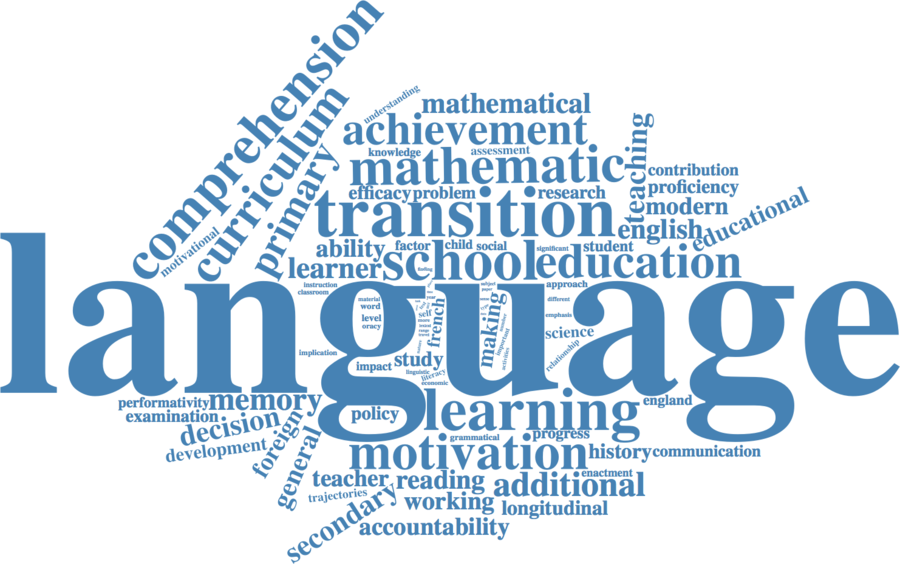 comprehension
understanding
mathematical
curriculum
achievement
teaching
primary
knowledge
assessment
mathematic
contribution
efficacy
problem
research
proficiency
transition
modern
educational
motivational
english
ability
factor
child
social
significant
student
learner
school
education
finding
language
instruction
classroom
subject
approach
material
word
level
oracy
self
french
making
important
different
emphasis
science
relationship
implication
study
impact
linguistic
literacy
economic
activities
performativity
memory
examination
policy
learning
england
decision
development
foreign
general
grammatical
progress
motivation
history
communication
teacher
reading
enactment
additional
trajectories
working
longitudinal
secondary
accountability